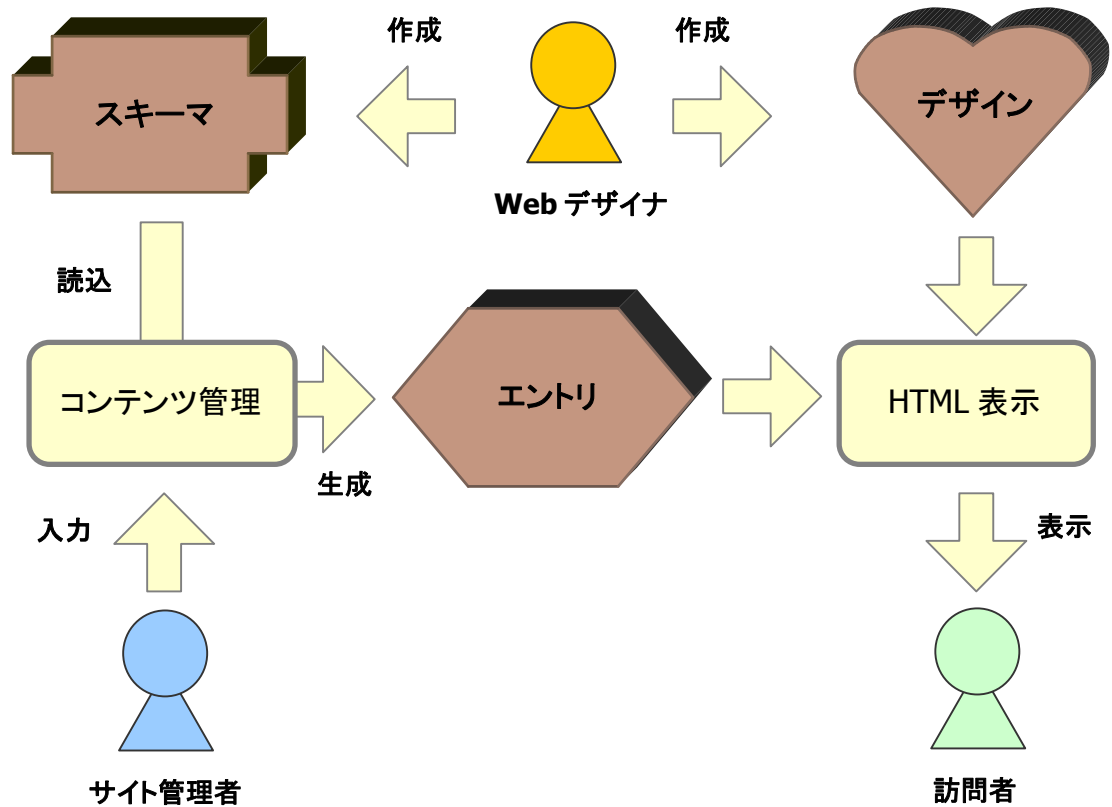 作成
作成
スキーマ
デザイン
Web デザイナ
読込
コンテンツ管理
エントリ
HTML 表示
生成
入力
表示
サイト管理者
訪問者